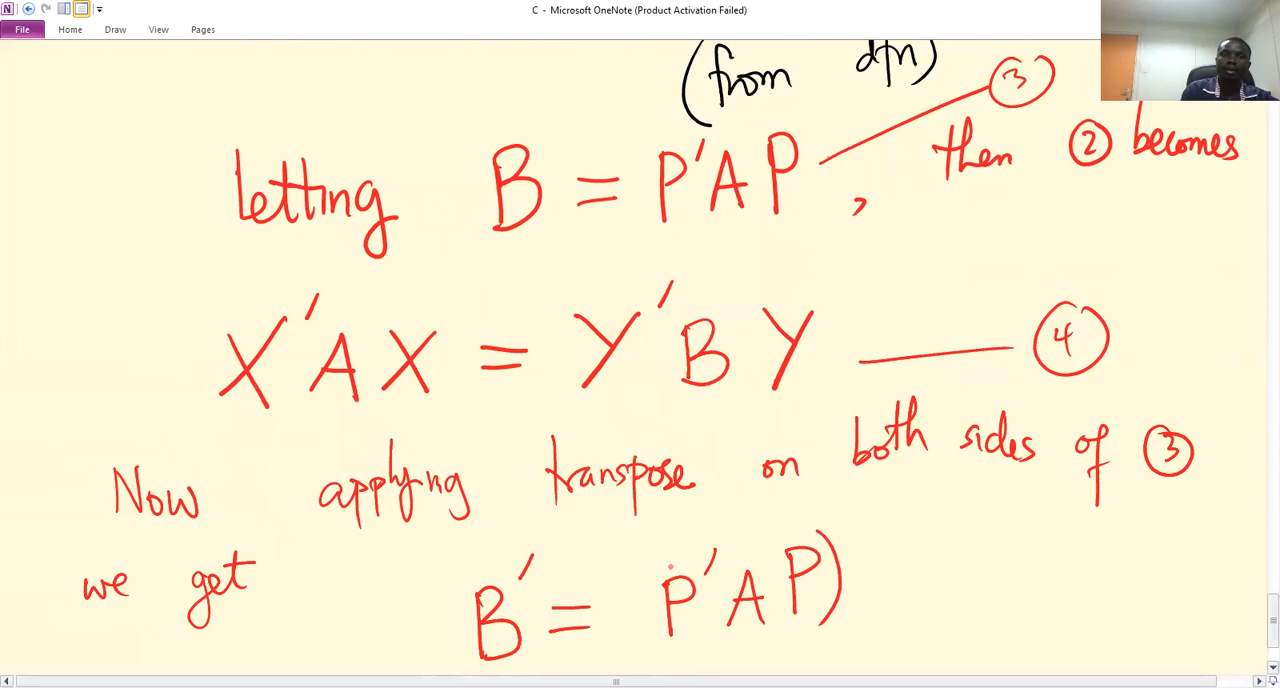 C - Microsoft OneNote (Product Activation Failed)
File Home Draw View Pages
(from dfn)
③
letting B = P'AP, then ② becomes
X'AX = Y'BY ④
Now applying transpose on both sides of ③
we get B' = P'AP)